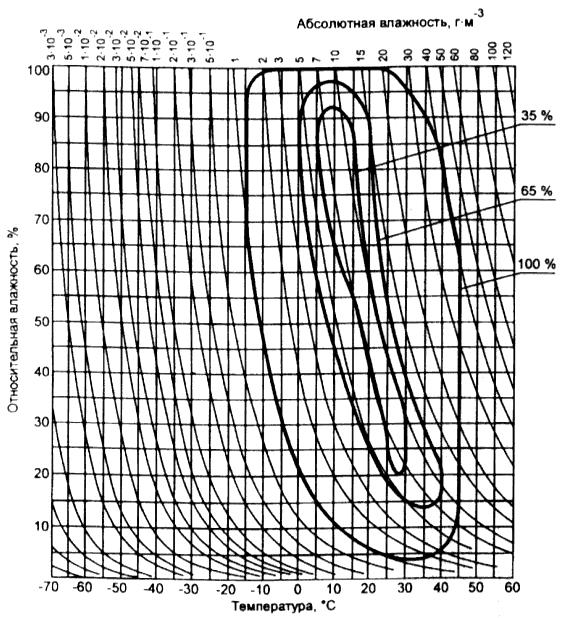 Абсолютная влажность, г·м⁻³
3·10⁻³ 5·10⁻³ 1·10⁻² 2·10⁻² 3·10⁻² 5·10⁻² 7·10⁻¹ 1·10⁻¹ 2·10⁻¹ 3·10⁻¹ 5·10⁻¹ 1 2 3 5 7 10 15 20 30 40 50 60 80 100 120
100
90
80
70
60
50
40
30
20
10
Относительная влажность, %
35 %
65 %
100 %
-70 -60 -50 -40 -30 -20 -10 0 10 20 30 40 50 60
Температура, °С